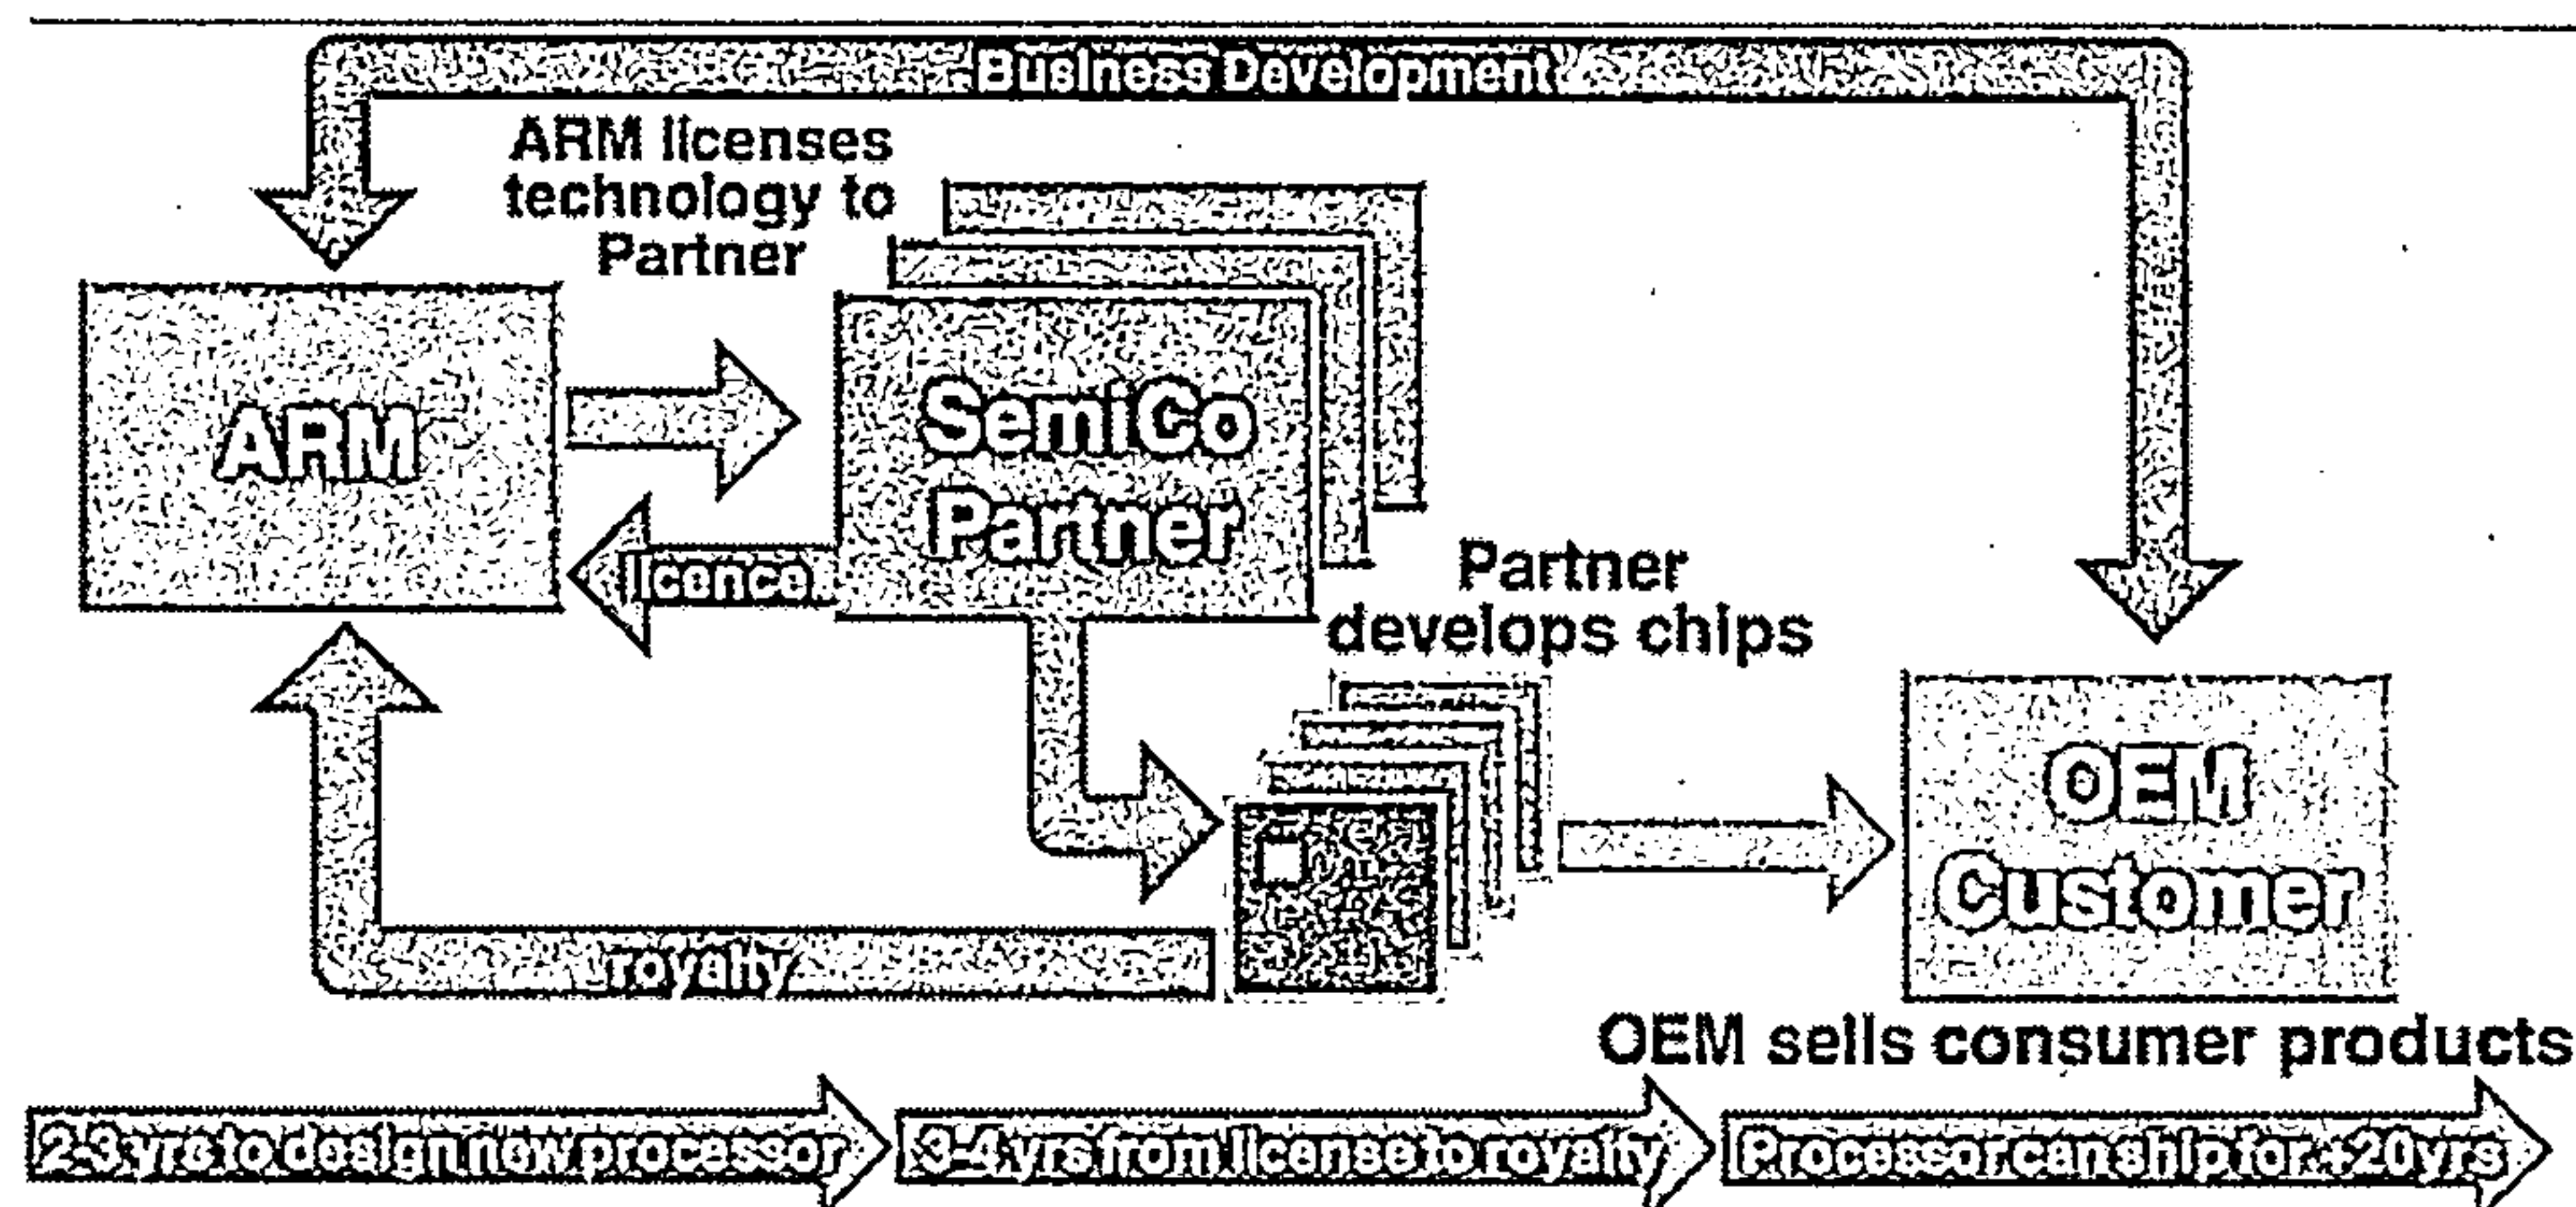 Business Development
ARM licenses
technology to
Partner
ARM
SemiCo
Partner
licence
Partner
develops chips
OEM
Customer
royalty
OEM sells consumer products
2-3 yrs to design new processor
3-4 yrs from license to royalty
Processor can ship for +20yrs